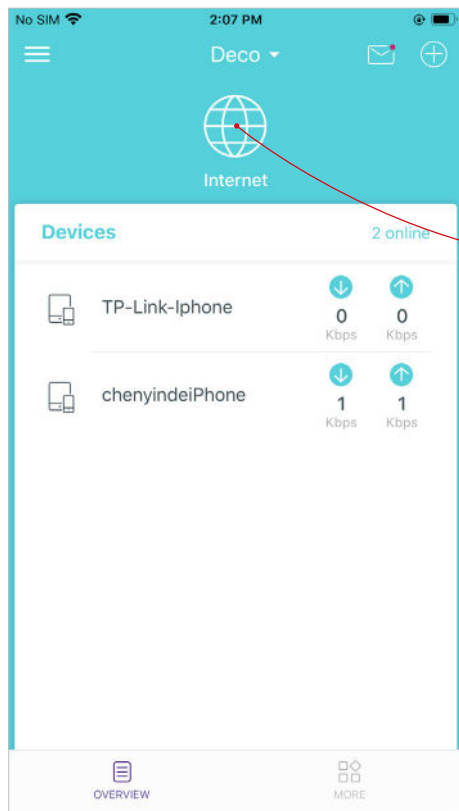 No SIM 2:07 PM
Deco
Internet
Devices 2 online
TP-Link-Iphone 0 Kbps 0 Kbps
chenyindeiPhone 1 Kbps 1 Kbps
OVERVIEW MORE